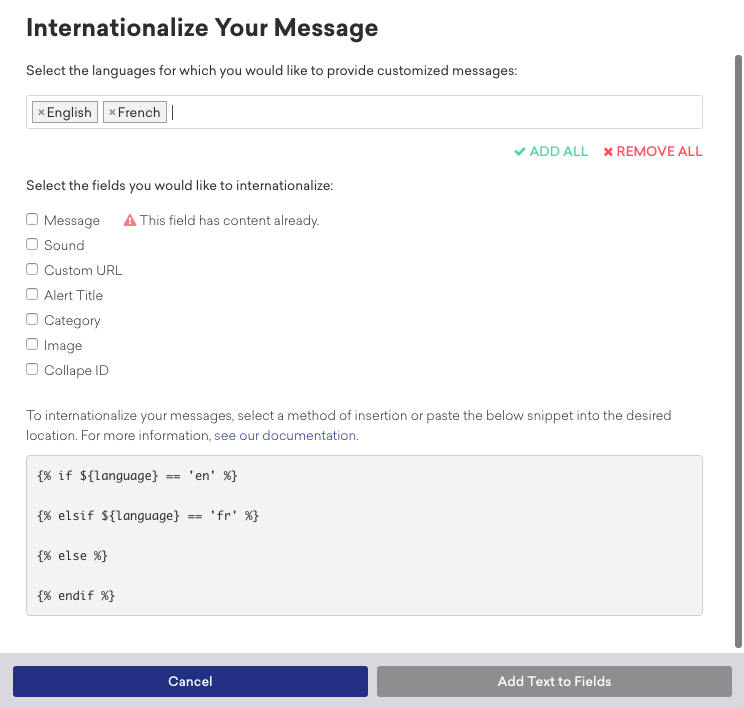 Internationalize Your Message
Select the languages for which you would like to provide customized messages:
×English ×French
ADD ALL REMOVE ALL
Select the fields you would like to internationalize:
Message This field has content already.
Sound
Custom URL
Alert Title
Category
Image
Collape ID
To internationalize your messages, select a method of insertion or paste the below snippet into the desired
location. For more information, see our documentation.
{% if ${language} == 'en' %}
{% elsif ${language} == 'fr' %}
{% else %}
{% endif %}
Cancel Add Text to Fields